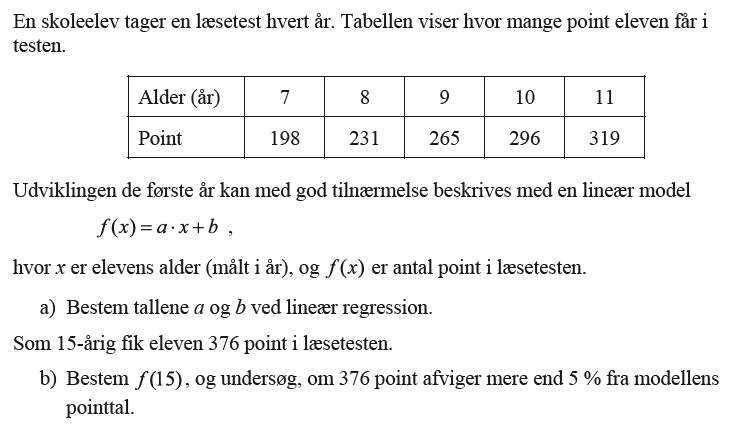 En skoleelev tager en læsetest hvert år. Tabellen viser hvor mange point eleven får i
testen.
Alder (år) 7 8 9 10 11
Point 198 231 265 296 319
Udviklingen de første år kan med god tilnærmelse beskrives med en lineær model
f(x) = a · x + b ,
hvor x er elevens alder (målt i år), og f(x) er antal point i læsetesten.
a) Bestem tallene a og b ved lineær regression.
Som 15-årig fik eleven 376 point i læsetesten.
b) Bestem f(15), og undersøg, om 376 point afviger mere end 5 % fra modellens
pointtal.